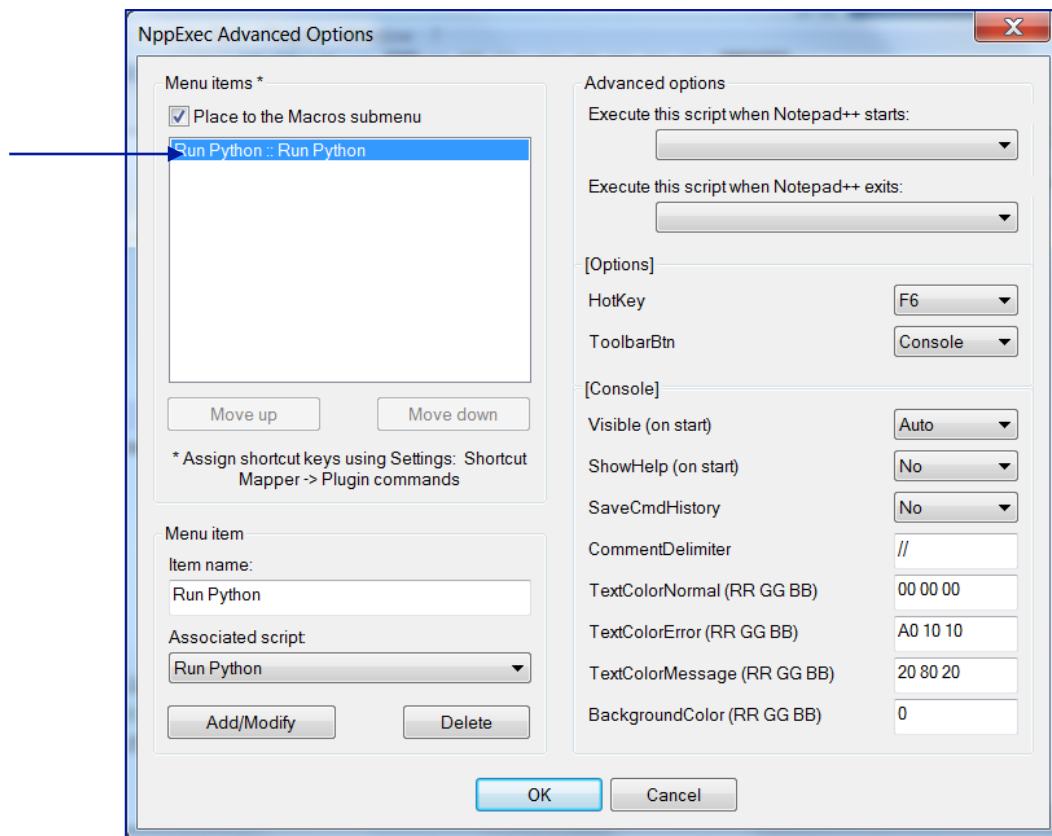 NppExec Advanced Options
Menu items *
Place to the Macros submenu
Run Python :: Run Python
Move up
Move down
* Assign shortcut keys using Settings: Shortcut
Mapper -> Plugin commands
Menu item
Item name:
Run Python
Associated script:
Run Python
Add/Modify
Delete
Advanced options
Execute this script when Notepad++ starts:
Execute this script when Notepad++ exits:
[Options]
HotKey
F6
ToolbarBtn
Console
[Console]
Visible (on start)
Auto
ShowHelp (on start)
No
SaveCmdHistory
No
CommentDelimiter
//
TextColorNormal (RR GG BB)
00 00 00
TextColorError (RR GG BB)
A0 10 10
TextColorMessage (RR GG BB)
20 80 20
BackgroundColor (RR GG BB)
0
OK
Cancel